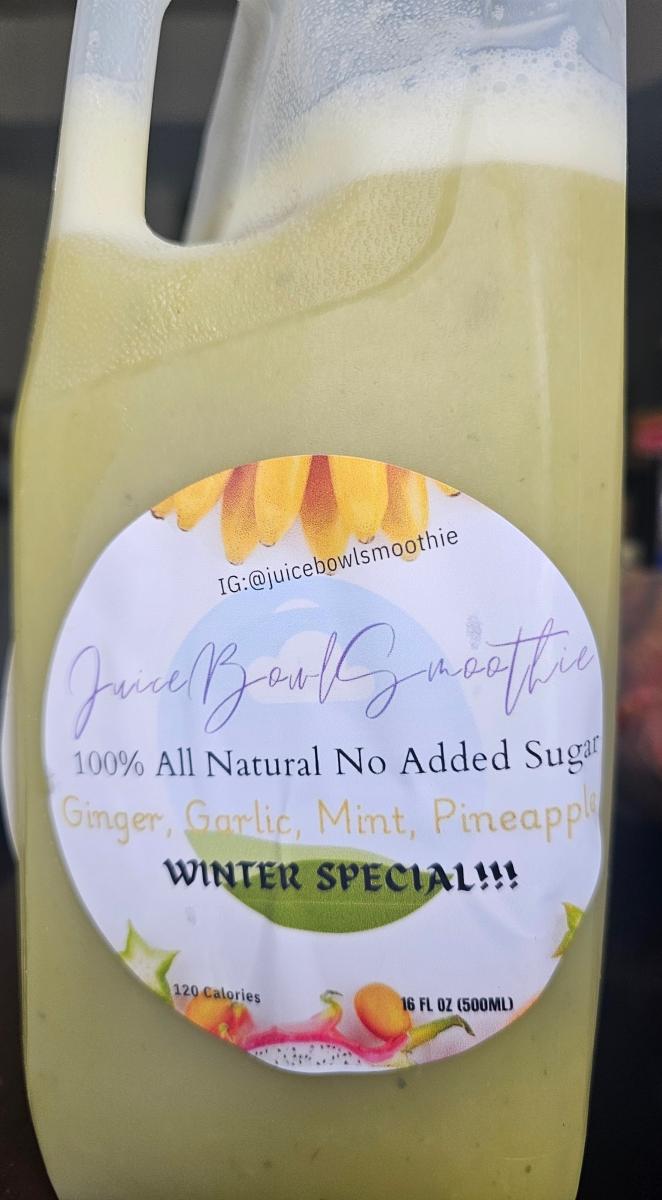 IG:@juicebowlsmoothie
JuiceBowlSmoothie
100% All Natural No Added Sugar
Ginger, Garlic, Mint, Pineapple
WINTER SPECIAL!!!
120 Calories
16 FL OZ (500ML)